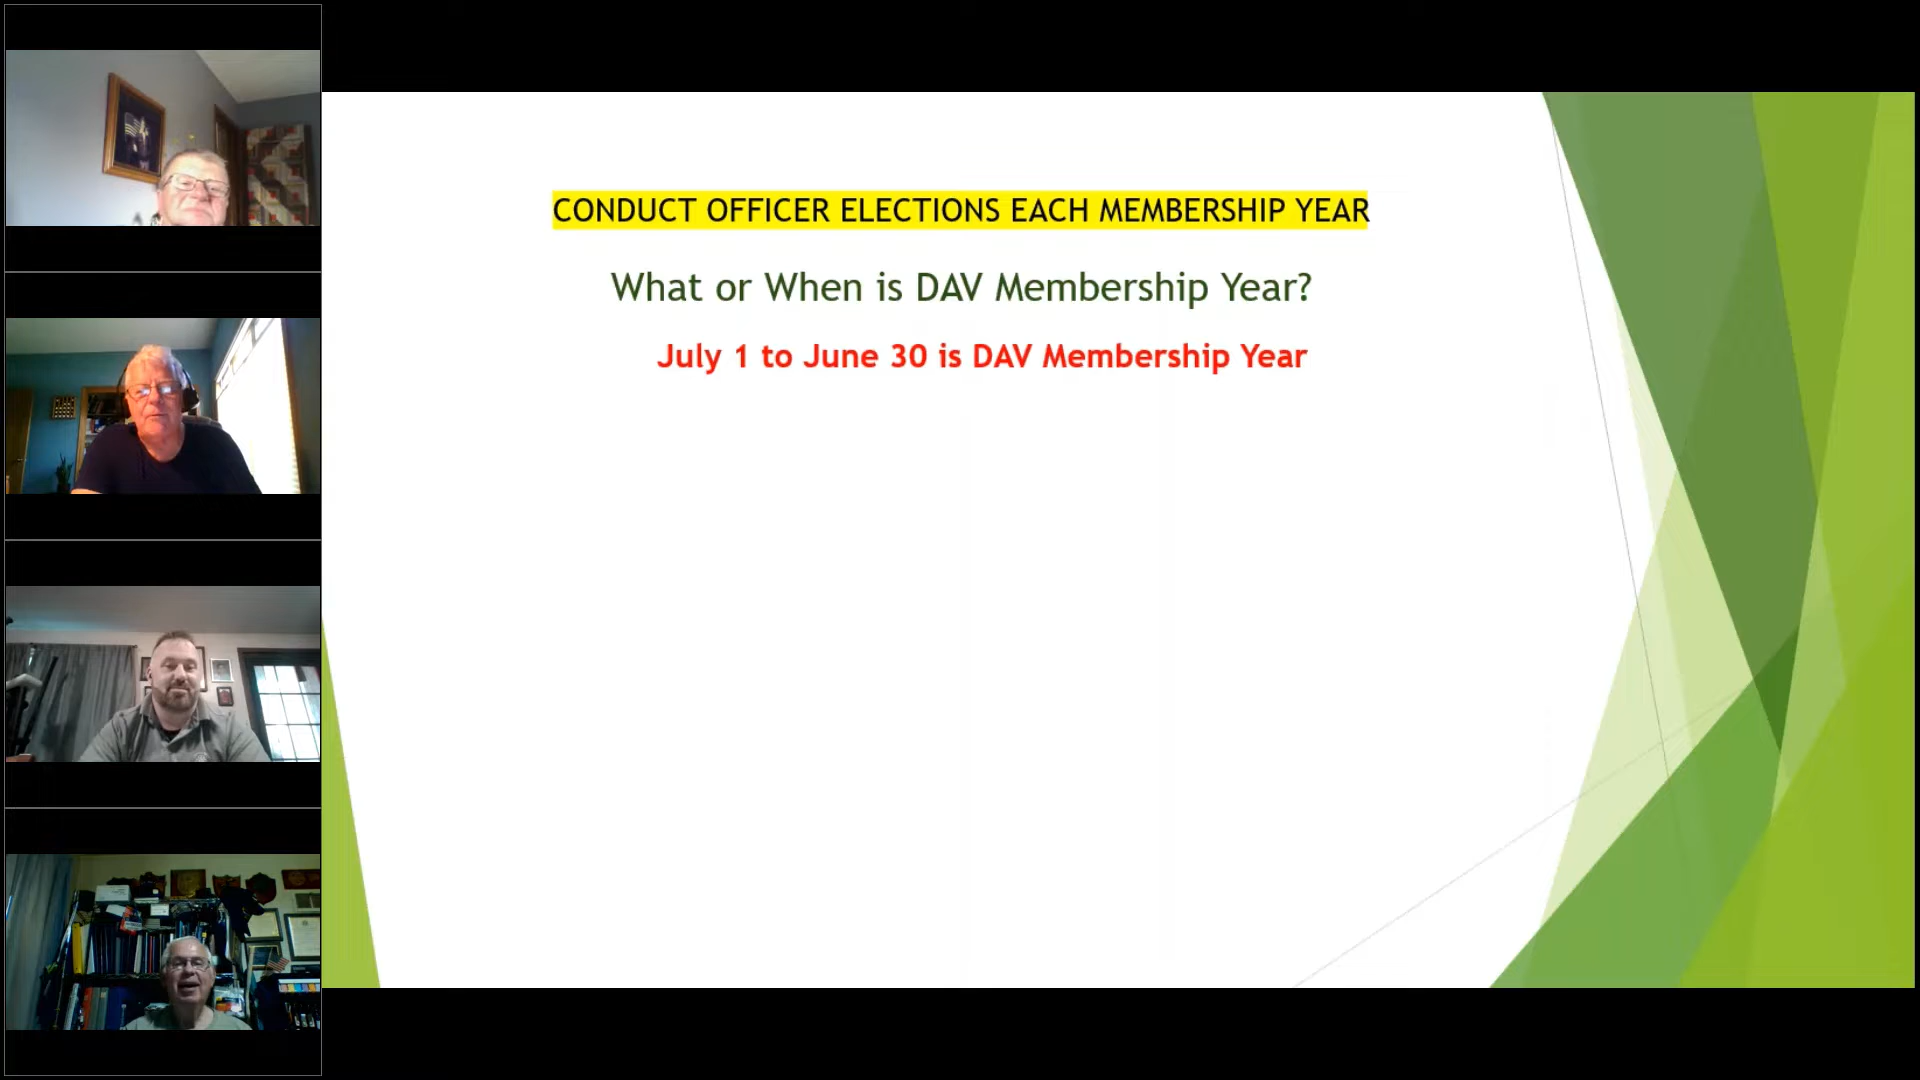 CONDUCT OFFICER ELECTIONS EACH MEMBERSHIP YEAR
What or When is DAV Membership Year?
July 1 to June 30 is DAV Membership Year